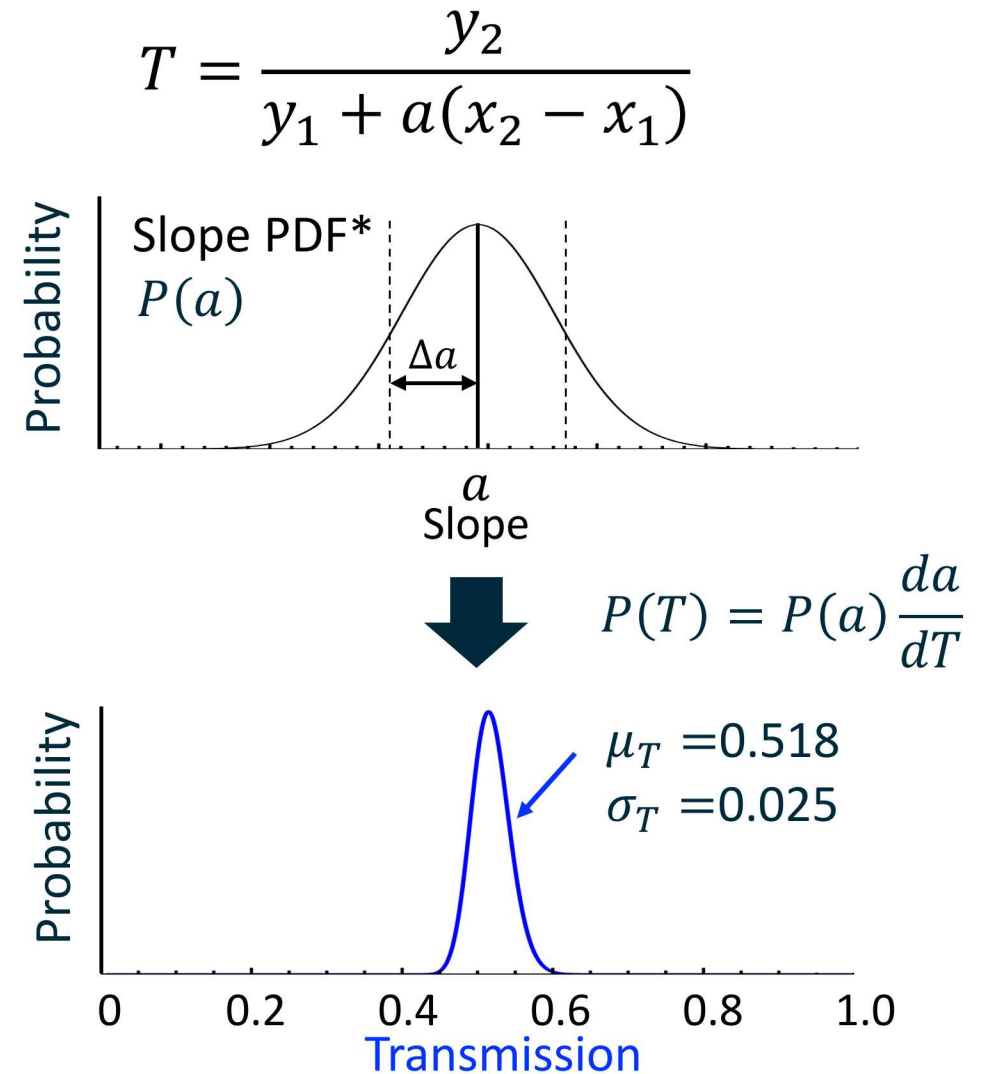 T = y₂ / (y₁ + a(x₂ − x₁))
Slope PDF*
P(a)
Probability
Δa
a
Slope
P(T) = P(a) da/dT
Probability
μ_T =0.518
σ_T =0.025
0 0.2 0.4 0.6 0.8 1.0
Transmission